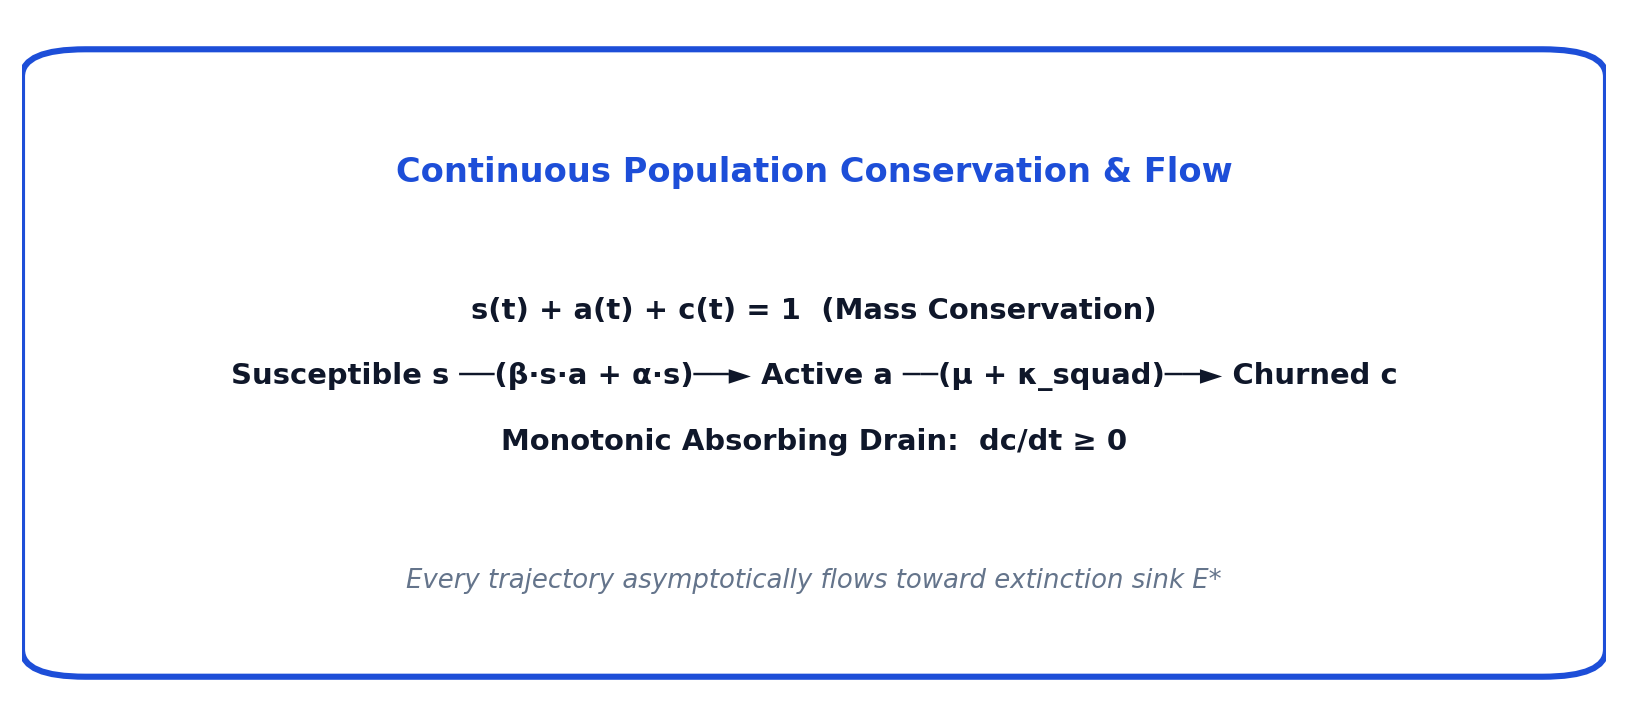 Continuous Population Conservation & Flow
s(t) + a(t) + c(t) = 1  (Mass Conservation)
Susceptible s ──(β·s·a + α·s)──► Active a ──(μ + κ_squad)──► Churned c
Monotonic Absorbing Drain:  dc/dt ≥ 0
Every trajectory asymptotically flows toward extinction sink E*